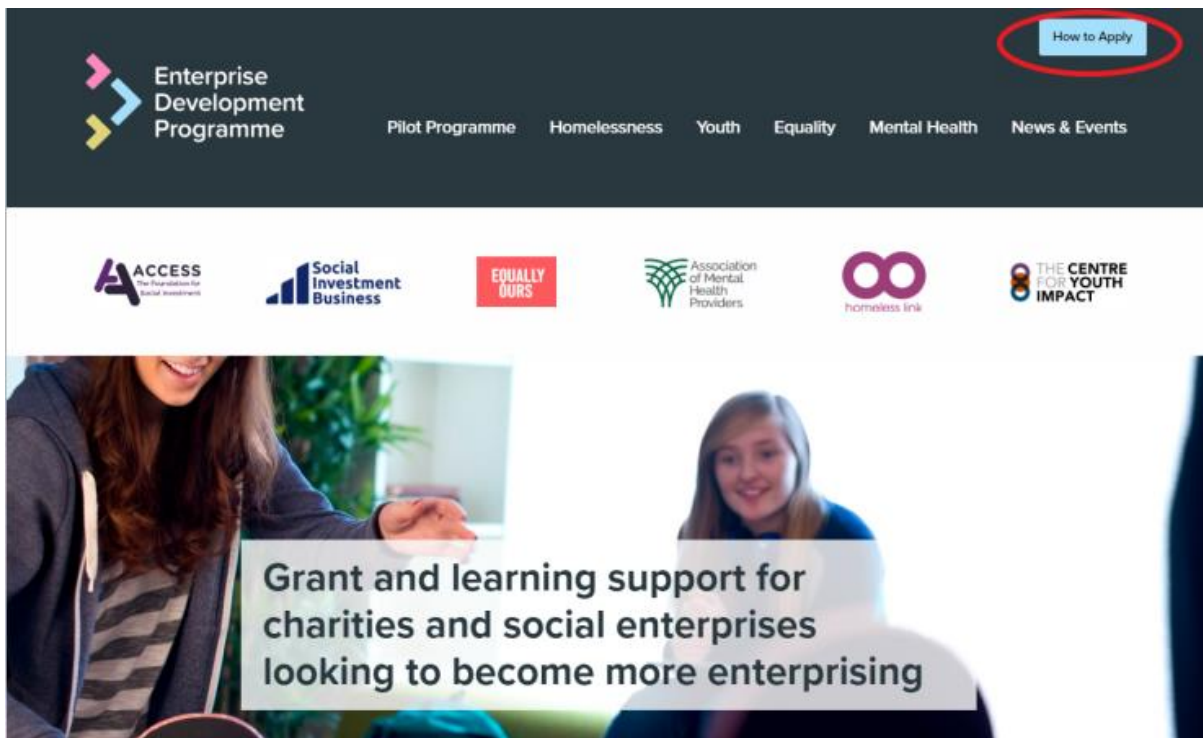 How to Apply
Enterprise
Development
Programme
Pilot Programme Homelessness Youth Equality Mental Health News & Events
ACCESS
The Foundation for
Social Investment
Social
Investment
Business
EQUALLY
OURS
Association
of Mental
Health
Providers
homeless link
THE CENTRE
FOR YOUTH
IMPACT
Grant and learning support for
charities and social enterprises
looking to become more enterprising